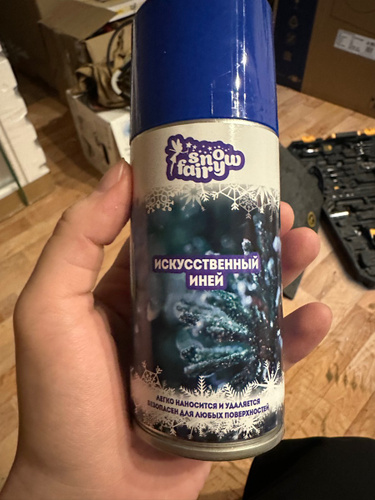 snow
fairy
ИСКУССТВЕННЫЙ
ИНЕЙ
ЛЕГКО НАНОСИТСЯ И УДАЛЯЕТСЯ
БЕЗОПАСЕН ДЛЯ ЛЮБЫХ ПОВЕРХНОСТЕЙ